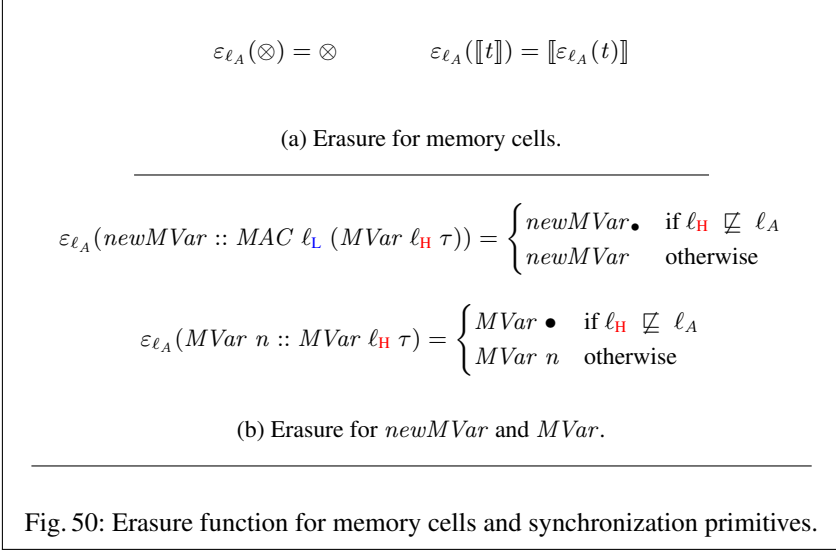 ε_{ℓ_A}(⊗) = ⊗    ε_{ℓ_A}(⟦t⟧) = ⟦ε_{ℓ_A}(t)⟧
(a) Erasure for memory cells.
ε_{ℓ_A}(newMVar :: MAC ℓ_L (MVar ℓ_H τ)) = { newMVar_• if ℓ_H ⋢ ℓ_A
newMVar otherwise
ε_{ℓ_A}(MVar n :: MVar ℓ_H τ) = { MVar • if ℓ_H ⋢ ℓ_A
MVar n otherwise
(b) Erasure for newMVar and MVar.
Fig. 50: Erasure function for memory cells and synchronization primitives.